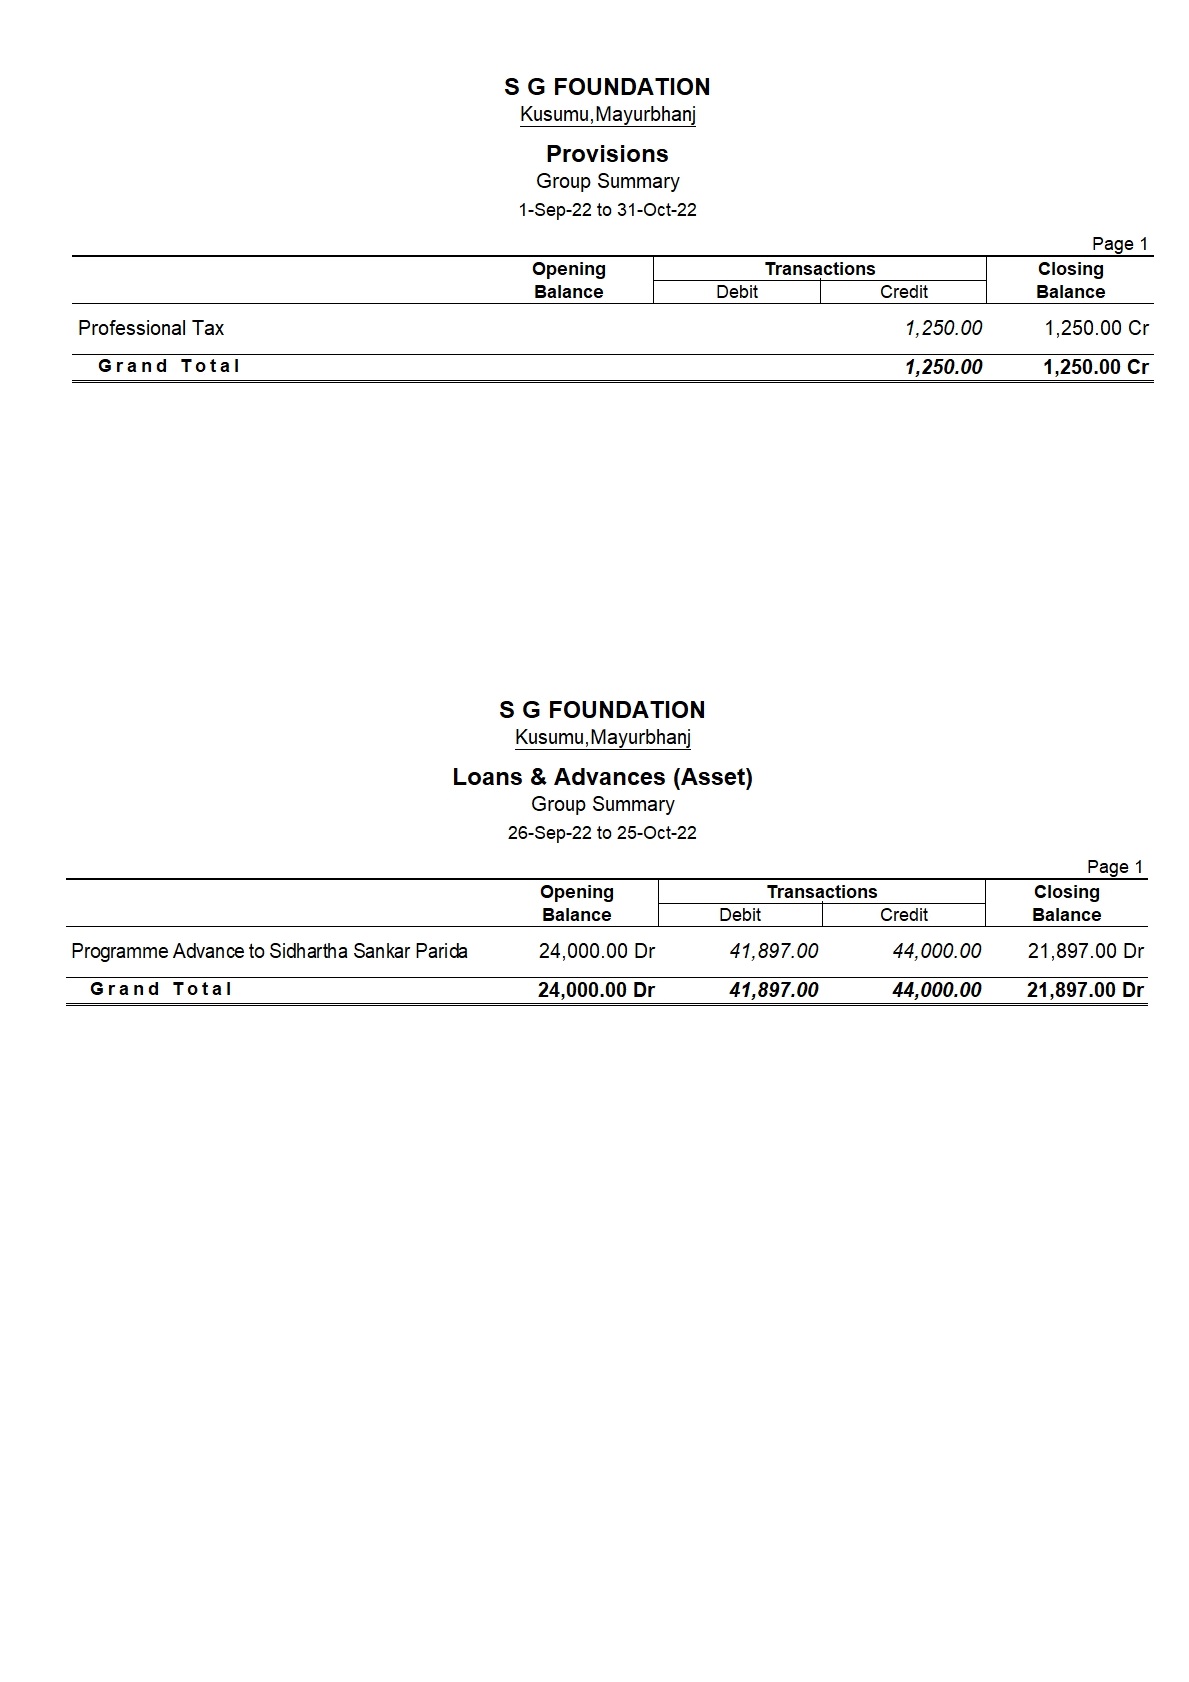 S G FOUNDATION
Kusumu,Mayurbhanj
Provisions
Group Summary
1-Sep-22 to 31-Oct-22
Page 1
Opening Transactions Closing
Balance Debit Credit Balance
Professional Tax 1,250.00 1,250.00 Cr
Grand Total 1,250.00 1,250.00 Cr
S G FOUNDATION
Kusumu,Mayurbhanj
Loans & Advances (Asset)
Group Summary
26-Sep-22 to 25-Oct-22
Page 1
Opening Transactions Closing
Balance Debit Credit Balance
Programme Advance to Sidhartha Sankar Parida 24,000.00 Dr 41,897.00 44,000.00 21,897.00 Dr
Grand Total 24,000.00 Dr 41,897.00 44,000.00 21,897.00 Dr